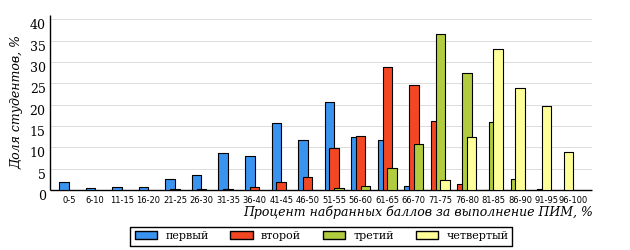 Доля студентов, %
40
35
30
25
20
15
10
5
0
0-5 6-10 11-15 16-20 21-25 26-30 31-35 36-40 41-45 46-50 51-55 56-60 61-65 66-70 71-75 76-80 81-85 86-90 91-95 96-100
Процент набранных баллов за выполнение ПИМ, %
первый второй третий четвертый